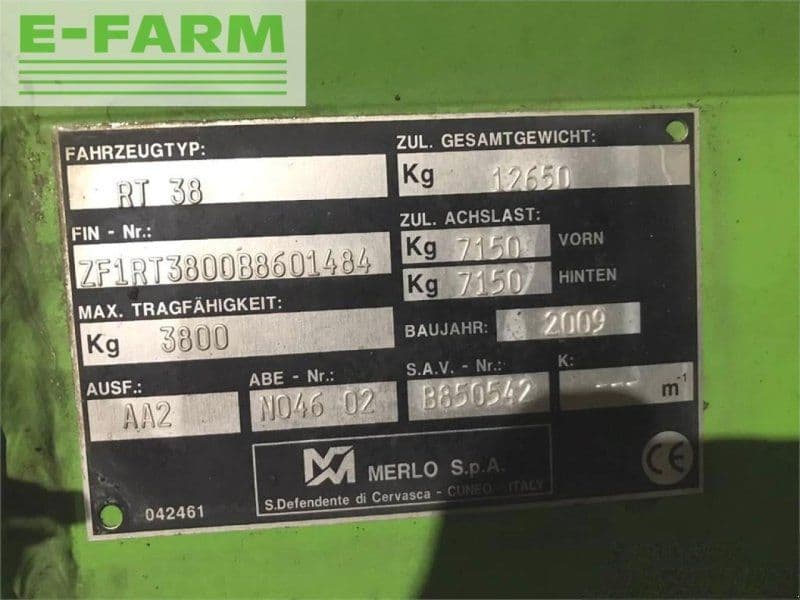 E-FARM
FAHRZEUGTYP:
RT 38
FIN - Nr.:
ZF1RT3800B8601484
MAX. TRAGFÄHIGKEIT:
Kg 3800
AUSF.:
AA2
ABE - Nr.:
N046 02
ZUL. GESAMTGEWICHT:
Kg 12650
ZUL. ACHSLAST:
Kg 7150 VORN
Kg 7150 HINTEN
BAUJAHR: 2009
S.A.V. - Nr.:
B850542
K:
--- m-1
MERLO S.p.A.
S.Defendente di Cervasca - CUNEO - ITALY
042461
CE